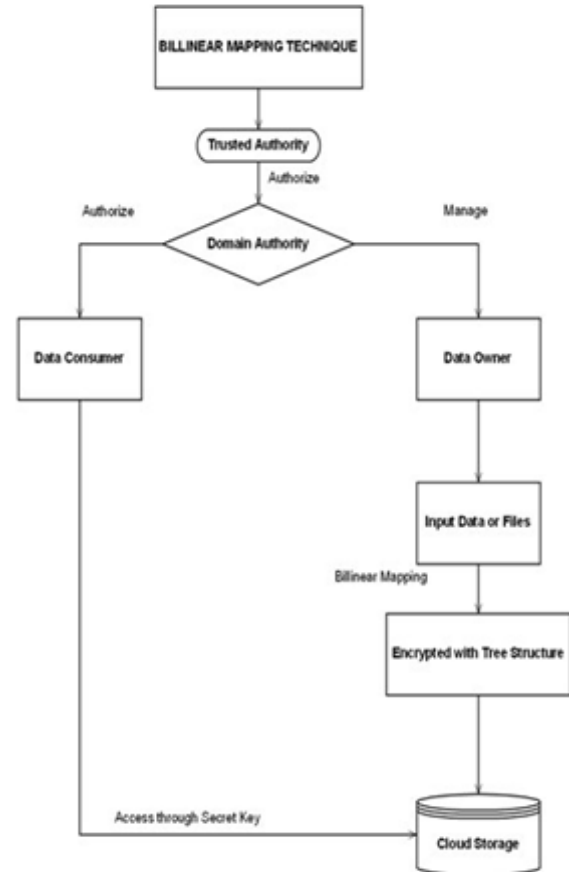 BILLINEAR MAPPING TECHNIQUE
Trusted Authority
Authorize
Authorize
Manage
Domain Authority
Data Consumer
Data Owner
Input Data or Files
Billinear Mapping
Encrypted with Tree Structure
Access through Secret Key
Cloud Storage